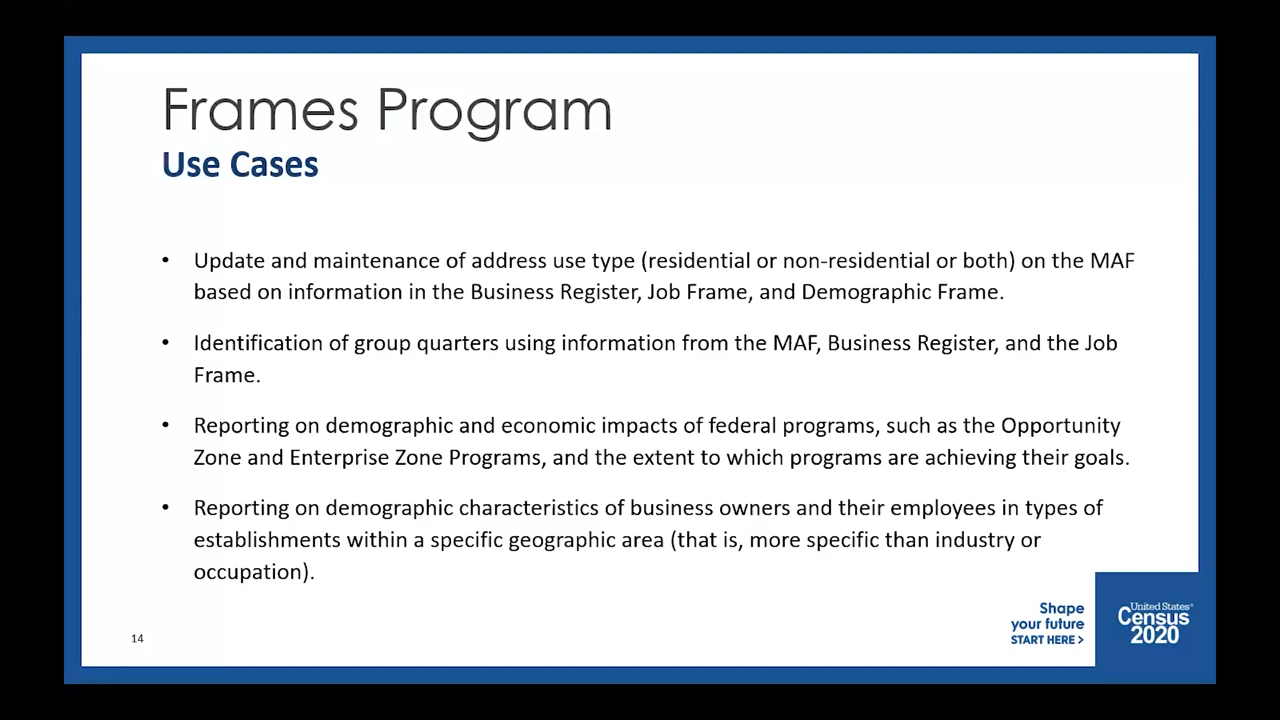 Frames Program
Use Cases
• Update and maintenance of address use type (residential or non-residential or both) on the MAF
based on information in the Business Register, Job Frame, and Demographic Frame.
• Identification of group quarters using information from the MAF, Business Register, and the Job
Frame.
• Reporting on demographic and economic impacts of federal programs, such as the Opportunity
Zone and Enterprise Zone Programs, and the extent to which programs are achieving their goals.
• Reporting on demographic characteristics of business owners and their employees in types of
establishments within a specific geographic area (that is, more specific than industry or
occupation).
14
Shape
your future
START HERE >
United States®
Census
2020